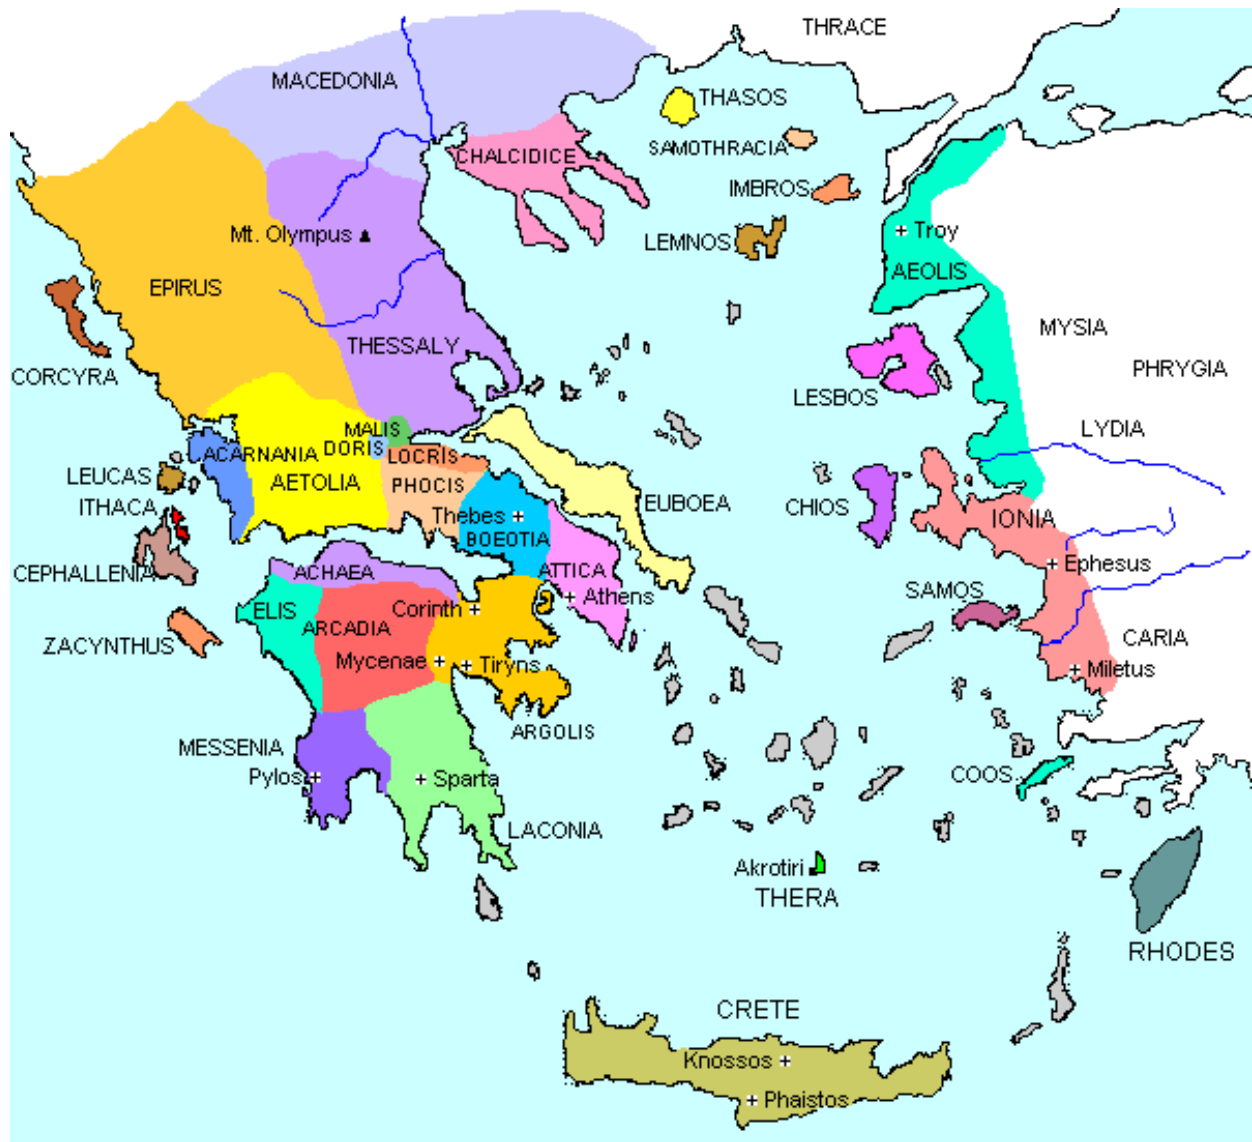 THRACE
MACEDONIA
THASOS
SAMOTHRACIA
CHALCIDICE
IMBROS
Mt. Olympus
LEMNOS
Troy
AEOLIS
EPIRUS
MYSIA
THESSALY
PHRYGIA
CORCYRA
LESBOS
MALIS
LYDIA
ACARNANIA
DORIS
LOCRIS
LEUCAS
AETOLIA
PHOCIS
EUBOEA
CHIOS
ITHACA
Thebes
IONIA
BOEOTIA
CEPHALLENIA
ACHAEA
ATTICA
Ephesus
SAMOS
Athens
ELIS
Corinth
ARCADIA
ZACYNTHUS
CARIA
Mycenae
Tiryns
Miletus
ARGOLIS
MESSENIA
Pylos
Sparta
COOS
LACONIA
Akrotiri
THERA
RHODES
CRETE
Knossos
Phaistos